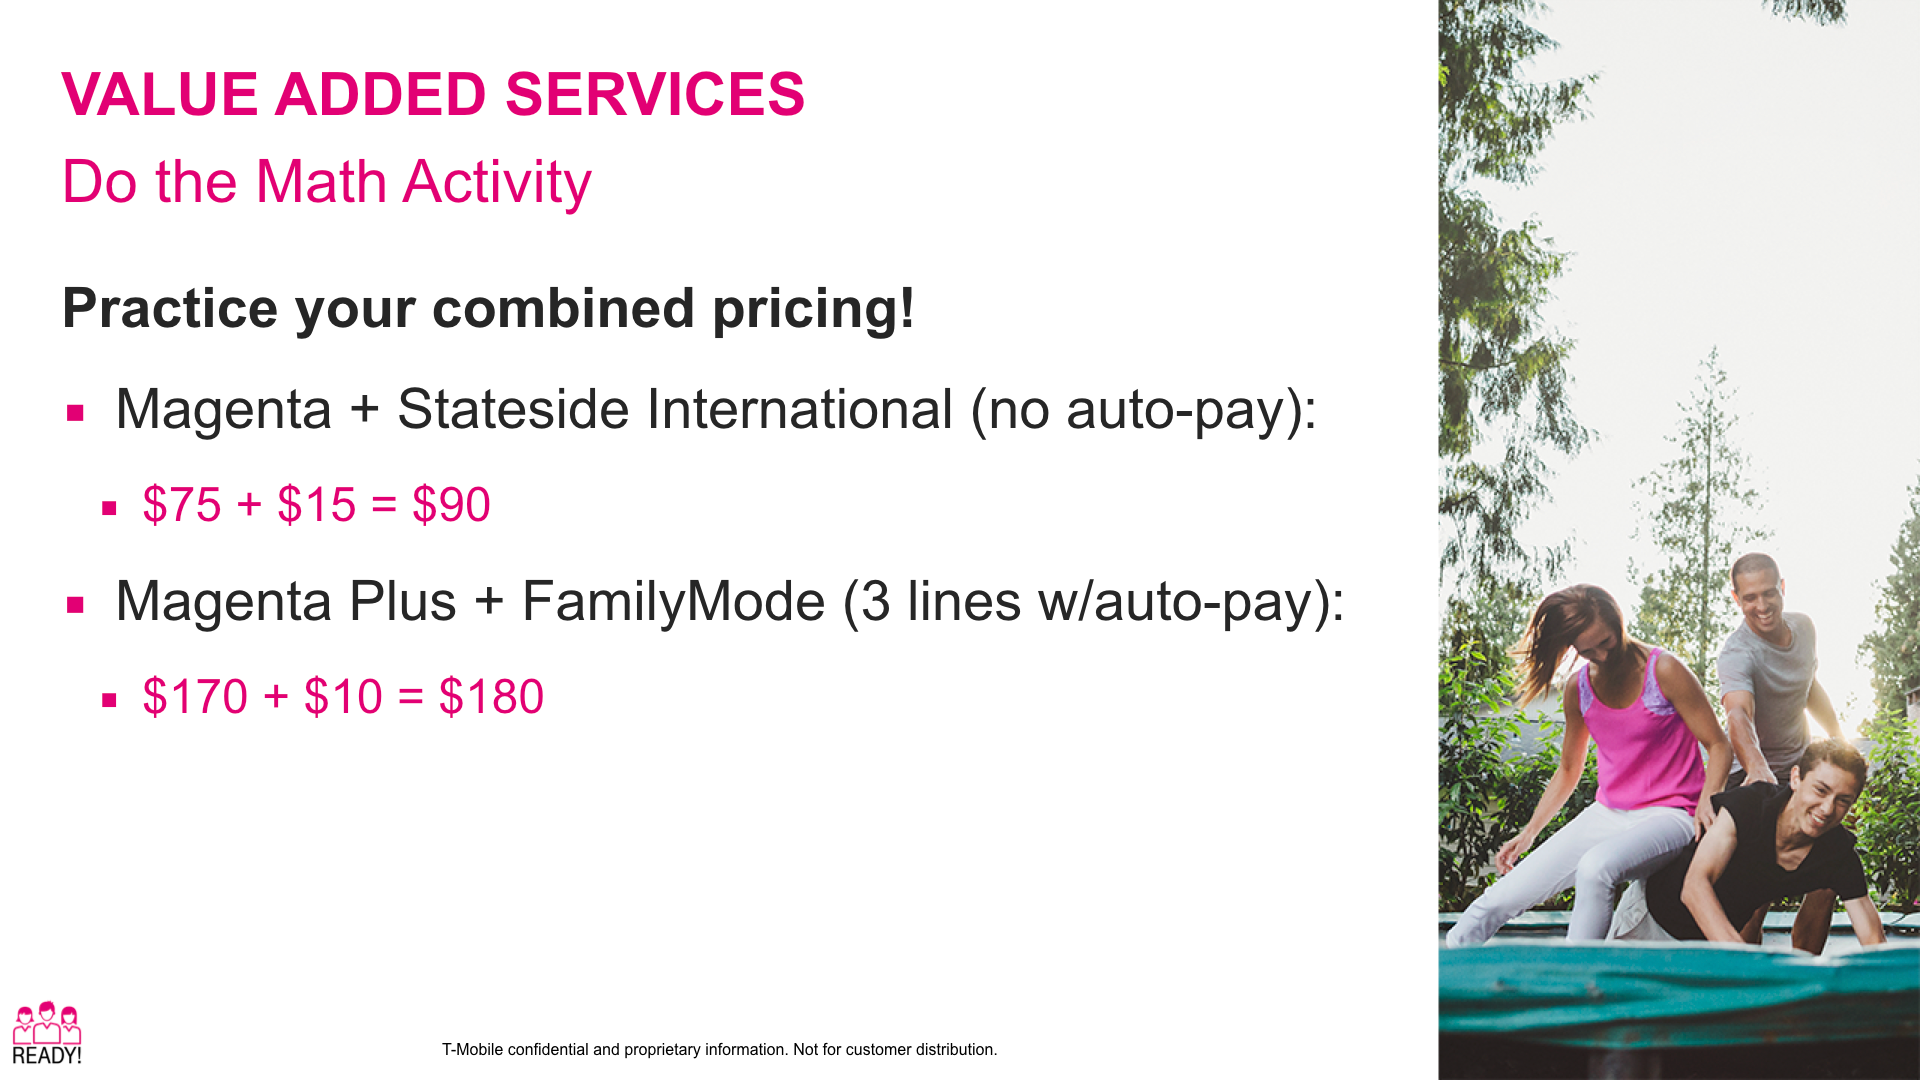 VALUE ADDED SERVICES
Do the Math Activity
Practice your combined pricing!
Magenta + Stateside International (no auto-pay):
$75 + $15 = $90
Magenta Plus + FamilyMode (3 lines w/auto-pay):
$170 + $10 = $180
READY!
T-Mobile confidential and proprietary information. Not for customer distribution.